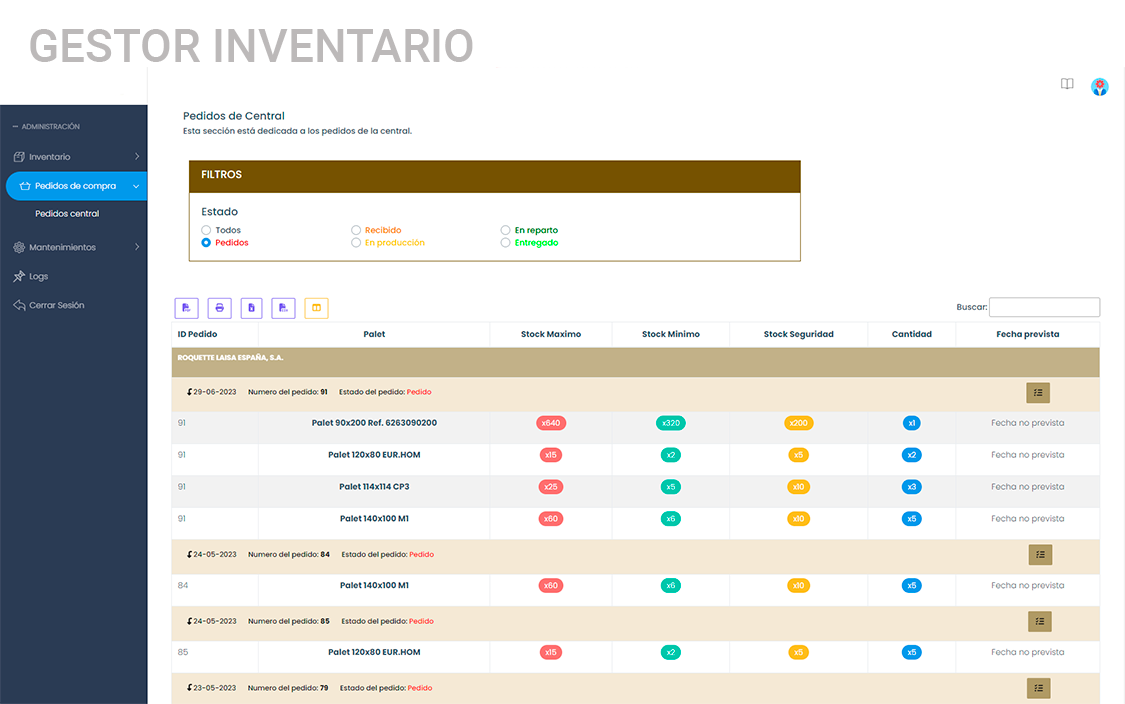 GESTOR INVENTARIO
Pedidos de Central
Esta sección está dedicada a los pedidos de la central.
— ADMINISTRACIÓN
Inventario
Pedidos de compra
Pedidos central
Mantenimientos
Logs
Cerrar Sesión
FILTROS
Estado
Todos Recibido En reparto
Pedidos En producción Entregado
Buscar:
ID Pedido Palet Stock Maximo Stock Minimo Stock Seguridad Cantidad Fecha prevista
ROQUETTE LAISA ESPAÑA, S.A.
29-06-2023 Numero del pedido: 91 Estado del pedido: Pedido
91 Palet 90x200 Ref. 6263090200 x640 x320 x200 x1 Fecha no prevista
91 Palet 120x80 EUR.HOM x15 x2 x5 x2 Fecha no prevista
91 Palet 114x114 CP3 x25 x5 x10 x3 Fecha no prevista
91 Palet 140x100 M1 x60 x6 x10 x5 Fecha no prevista
24-05-2023 Numero del pedido: 84 Estado del pedido: Pedido
84 Palet 140x100 M1 x60 x6 x10 x5 Fecha no prevista
24-05-2023 Numero del pedido: 85 Estado del pedido: Pedido
85 Palet 120x80 EUR.HOM x15 x2 x5 x5 Fecha no prevista
23-05-2023 Numero del pedido: 79 Estado del pedido: Pedido